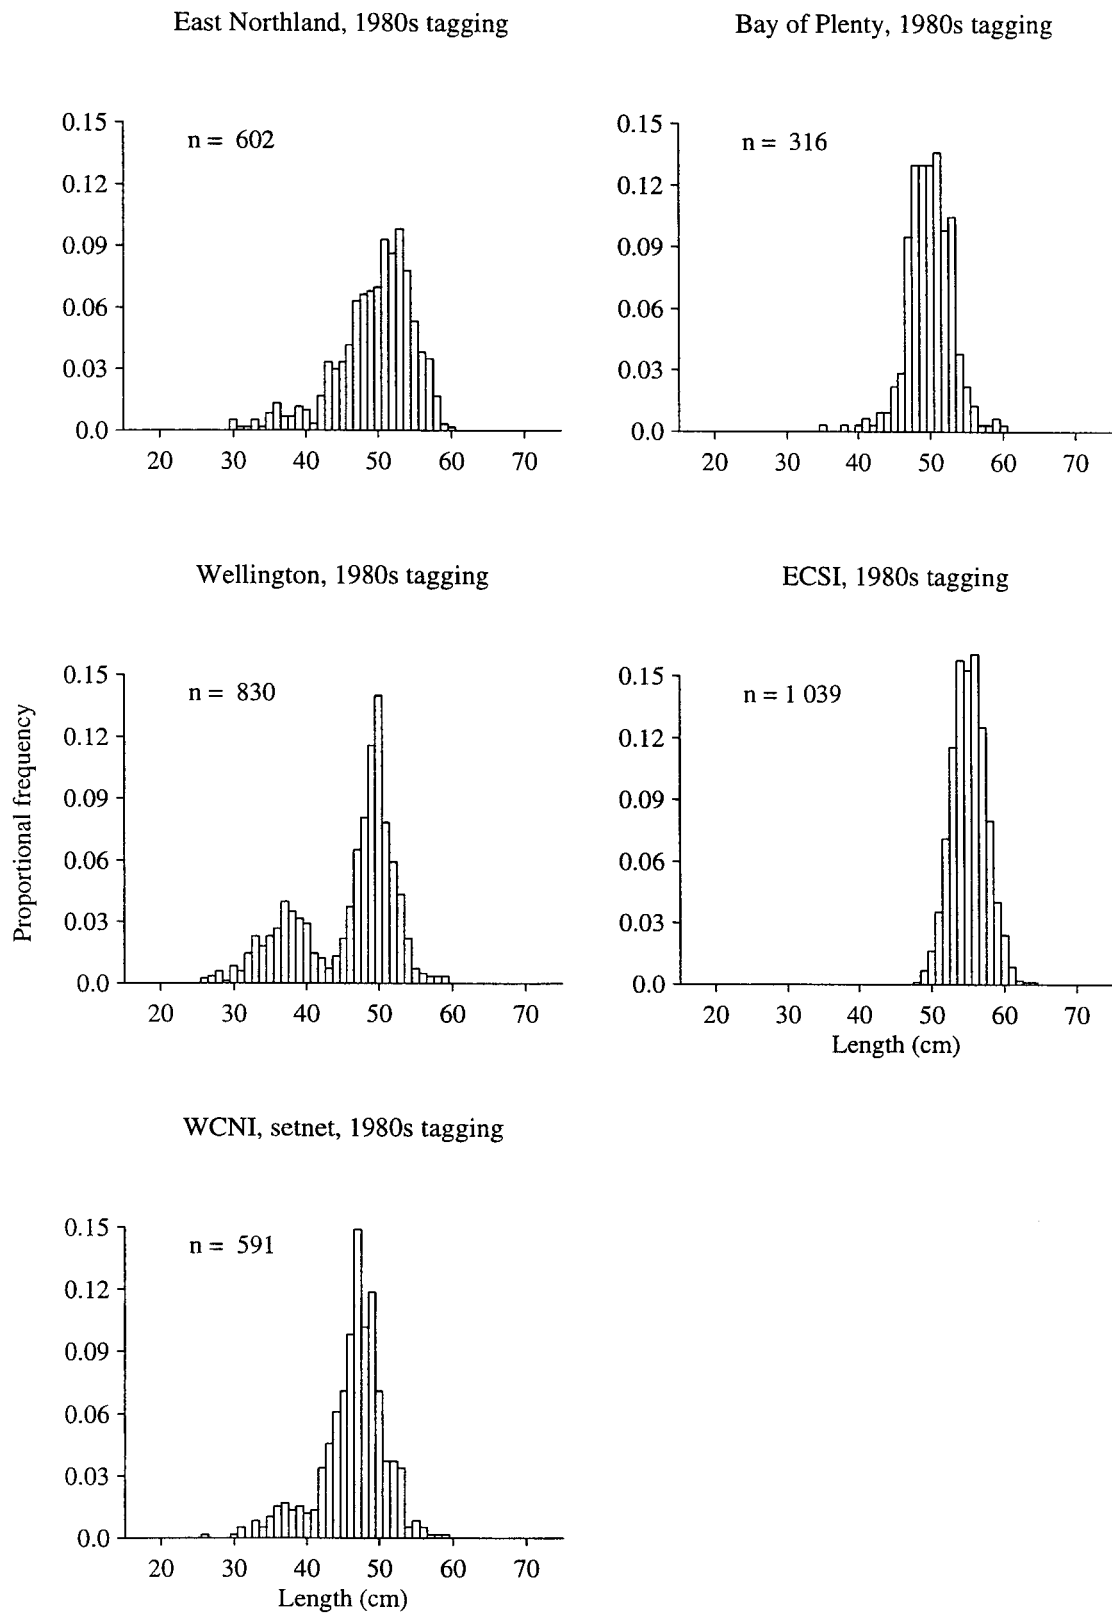 East Northland, 1980s tagging
0.15
0.12
0.09
0.06
0.03
0.0
n = 602
20 30 40 50 60 70
Bay of Plenty, 1980s tagging
0.15
0.12
0.09
0.06
0.03
0.0
n = 316
20 30 40 50 60 70
Wellington, 1980s tagging
Proportional frequency
0.15
0.12
0.09
0.06
0.03
0.0
n = 830
20 30 40 50 60 70
ECSI, 1980s tagging
0.15
0.12
0.09
0.06
0.03
0.0
n = 1 039
20 30 40 50 60 70
Length (cm)
WCNI, setnet, 1980s tagging
0.15
0.12
0.09
0.06
0.03
0.0
n = 591
20 30 40 50 60 70
Length (cm)